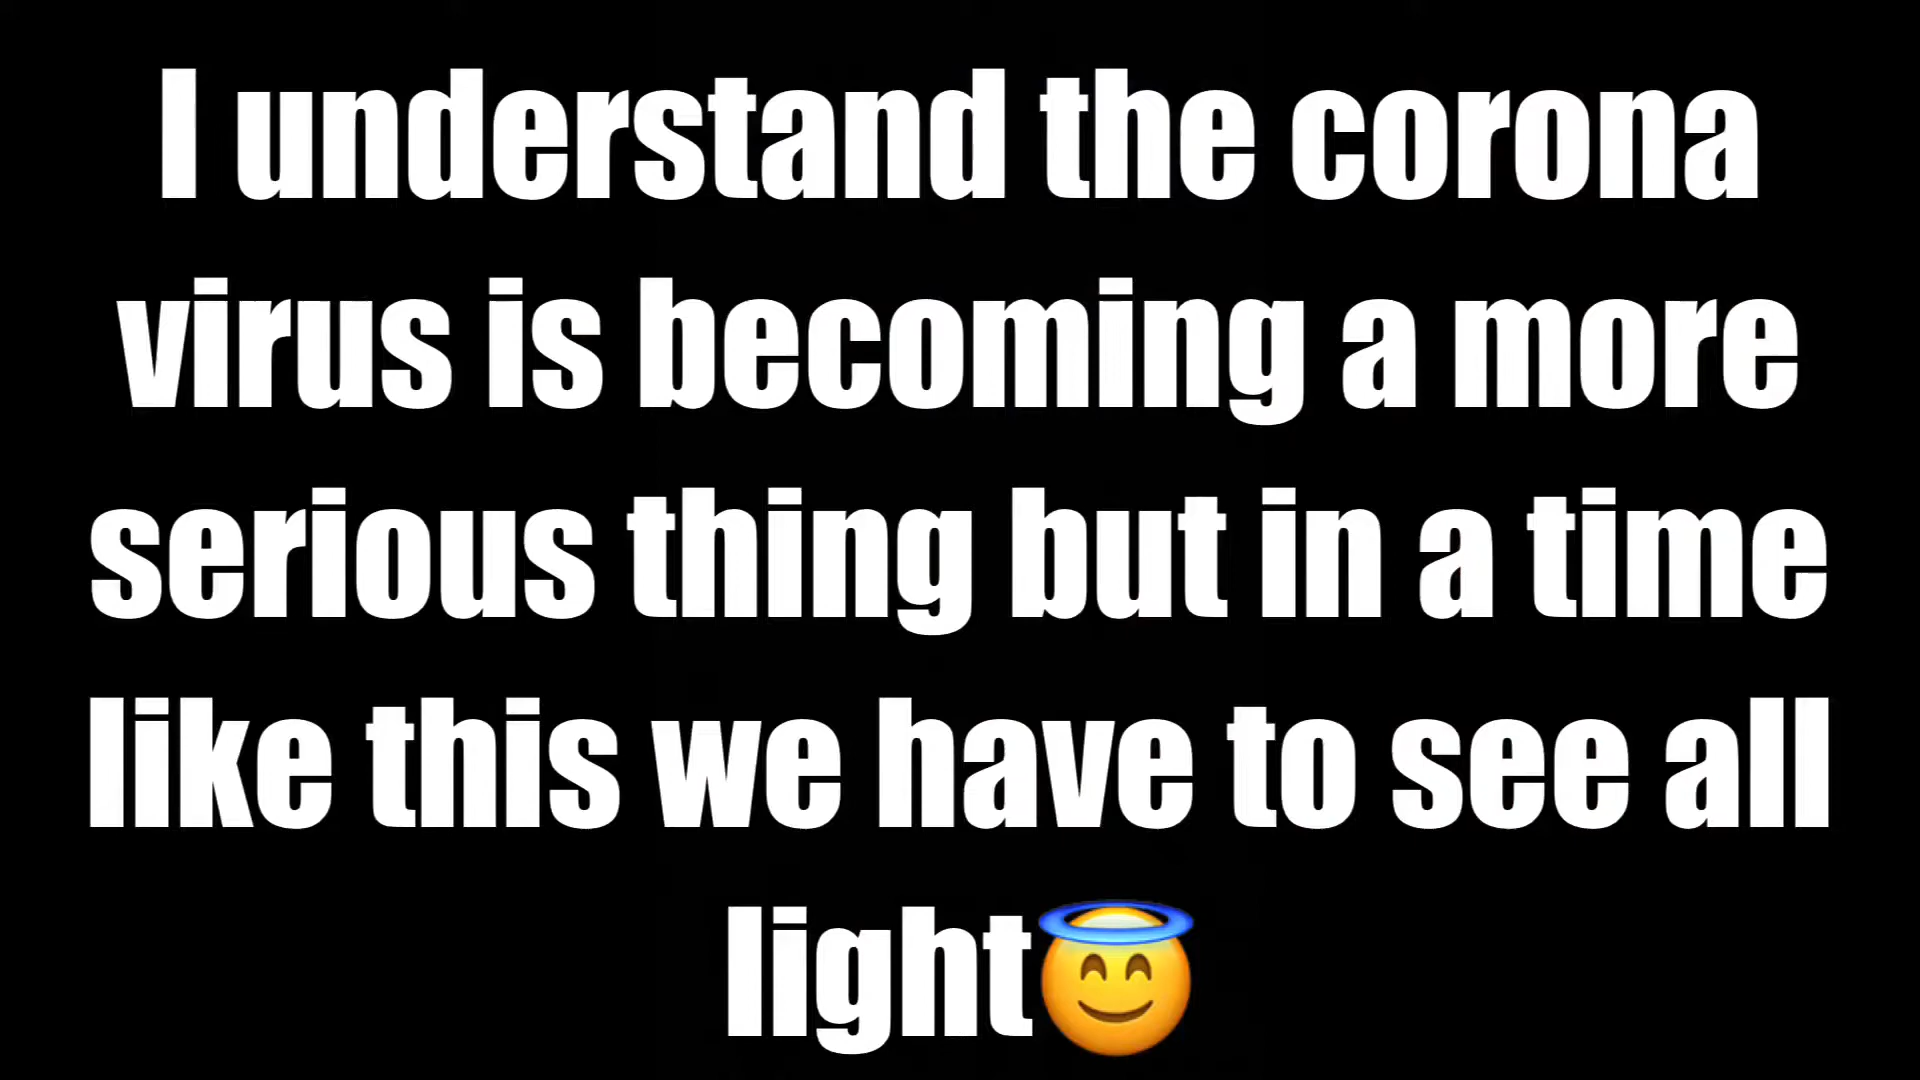 I understand the corona
virus is becoming a more
serious thing but in a time
like this we have to see all
light😇